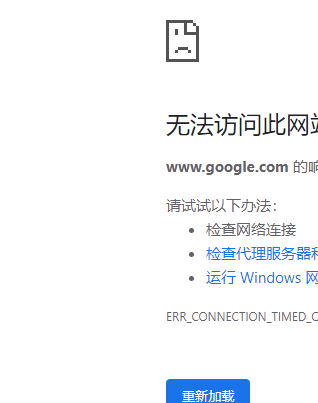 无法访问此网
www.google.com 的响
请试试以下办法：
检查网络连接
检查代理服务器和
运行 Windows 网
ERR_CONNECTION_TIMED_O
重新加载